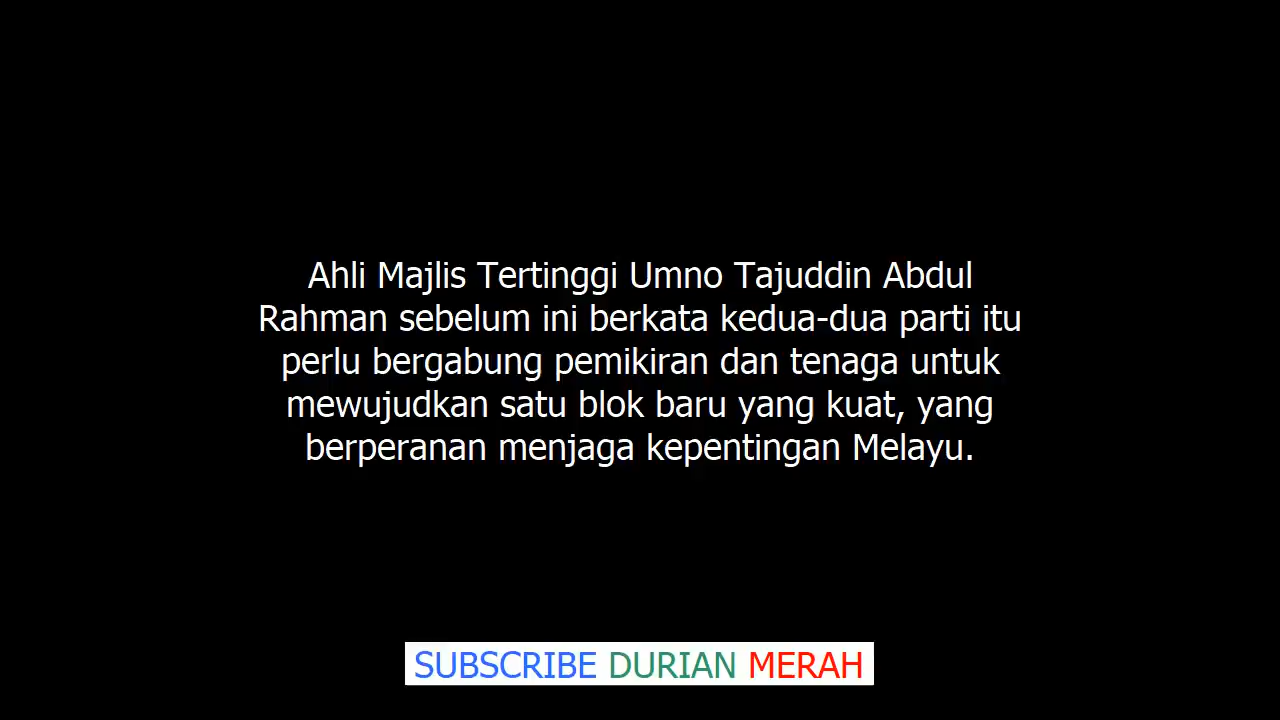 Ahli Majlis Tertinggi Umno Tajuddin Abdul
Rahman sebelum ini berkata kedua-dua parti itu
perlu bergabung pemikiran dan tenaga untuk
mewujudkan satu blok baru yang kuat, yang
berperanan menjaga kepentingan Melayu.
SUBSCRIBE DURIAN MERAH